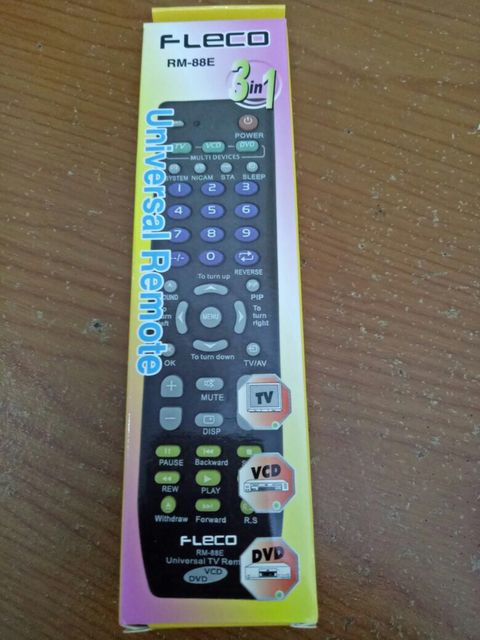 FLECO
RM-88E
3in1
Universal Remote
POWER
TV VCD DVD
MULTI DEVICES
SYSTEM NICAM STA SLEEP
1 2 3
4 5 6
7 8 9
-/-- 0
REVERSE
To turn up
PIP
MENU
To turn right
To turn down
OK
TV/AV
+
MUTE
−
DISP
TV
PAUSE Backward
REW PLAY
VCD
Withdraw Forward R.S
FLECO
RM-88E
Universal TV Rem
VCD
DVD
DVD